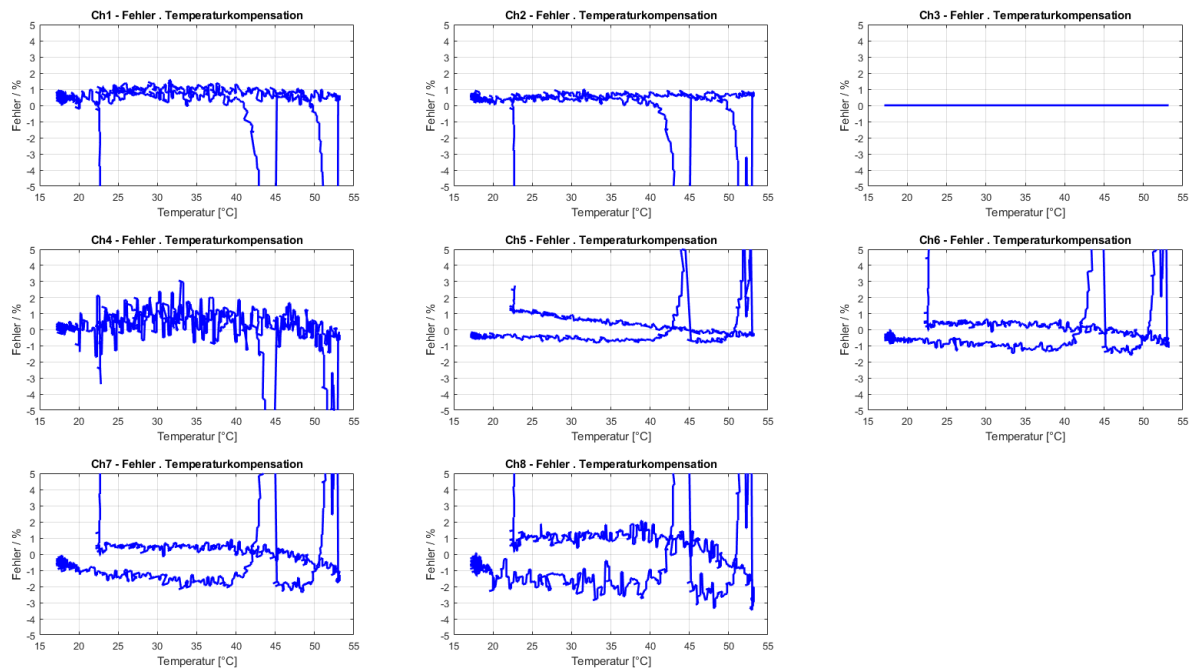 Ch1 - Fehler . Temperaturkompensation
5
4
3
2
1
0
-1
-2
-3
-4
-5
Fehler / %
15 20 25 30 35 40 45 50 55
Temperatur [°C]
Ch2 - Fehler . Temperaturkompensation
5
4
3
2
1
0
-1
-2
-3
-4
-5
Fehler / %
15 20 25 30 35 40 45 50 55
Temperatur [°C]
Ch3 - Fehler . Temperaturkompensation
5
4
3
2
1
0
-1
-2
-3
-4
-5
Fehler / %
15 20 25 30 35 40 45 50 55
Temperatur [°C]
Ch4 - Fehler . Temperaturkompensation
5
4
3
2
1
0
-1
-2
-3
-4
-5
Fehler / %
15 20 25 30 35 40 45 50 55
Temperatur [°C]
Ch5 - Fehler . Temperaturkompensation
5
4
3
2
1
0
-1
-2
-3
-4
-5
Fehler / %
15 20 25 30 35 40 45 50 55
Temperatur [°C]
Ch6 - Fehler . Temperaturkompensation
5
4
3
2
1
0
-1
-2
-3
-4
-5
Fehler / %
15 20 25 30 35 40 45 50 55
Temperatur [°C]
Ch7 - Fehler . Temperaturkompensation
5
4
3
2
1
0
-1
-2
-3
-4
-5
Fehler / %
15 20 25 30 35 40 45 50 55
Temperatur [°C]
Ch8 - Fehler . Temperaturkompensation
5
4
3
2
1
0
-1
-2
-3
-4
-5
Fehler / %
15 20 25 30 35 40 45 50 55
Temperatur [°C]